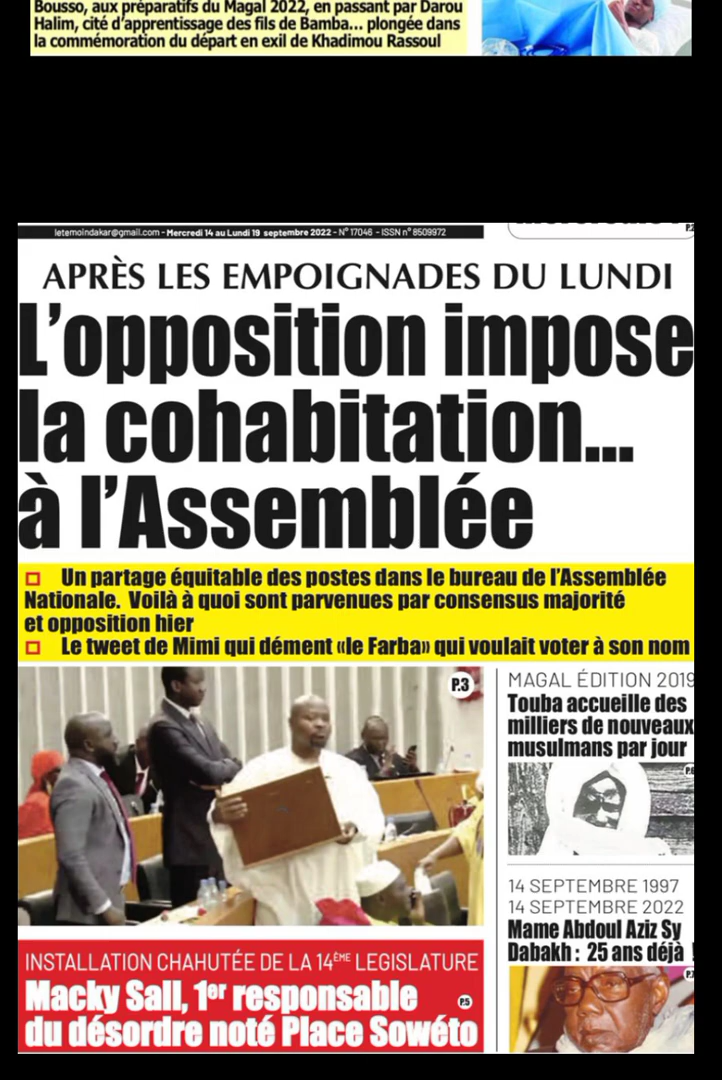 Bousso, aux préparatifs du Magal 2022, en passant par Darou
Halim, cité d'apprentissage des fils de Bamba... plongée dans
la commémoration du départ en exil de Khadimou Rassoul
letemoindakar@gmail.com - Mercredi 14 au Lundi 19 septembre 2022 - N° 17046 - ISSN n° 8509972
APRÈS LES EMPOIGNADES DU LUNDI
L'opposition impose
la cohabitation...
à l'Assemblée
Un partage équitable des postes dans le bureau de l'Assemblée
Nationale. Voilà à quoi sont parvenues par consensus majorité
et opposition hier
Le tweet de Mimi qui dément «le Farba» qui voulait voter à son nom
P.3
INSTALLATION CHAHUTÉE DE LA 14ÈME LEGISLATURE
Macky Sall, 1er responsable
du désordre noté Place Sowéto
P.5
MAGAL ÉDITION 2019
Touba accueille des
milliers de nouveaux
musulmans par jour
P.6
14 SEPTEMBRE 1997
14 SEPTEMBRE 2022
Mame Abdoul Aziz Sy
Dabakh : 25 ans déjà !
P.7